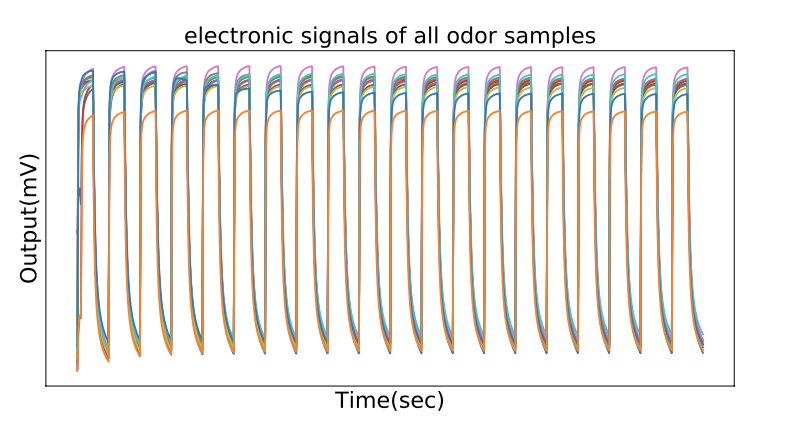 electronic signals of all odor samples
Output(mV)
Time(sec)